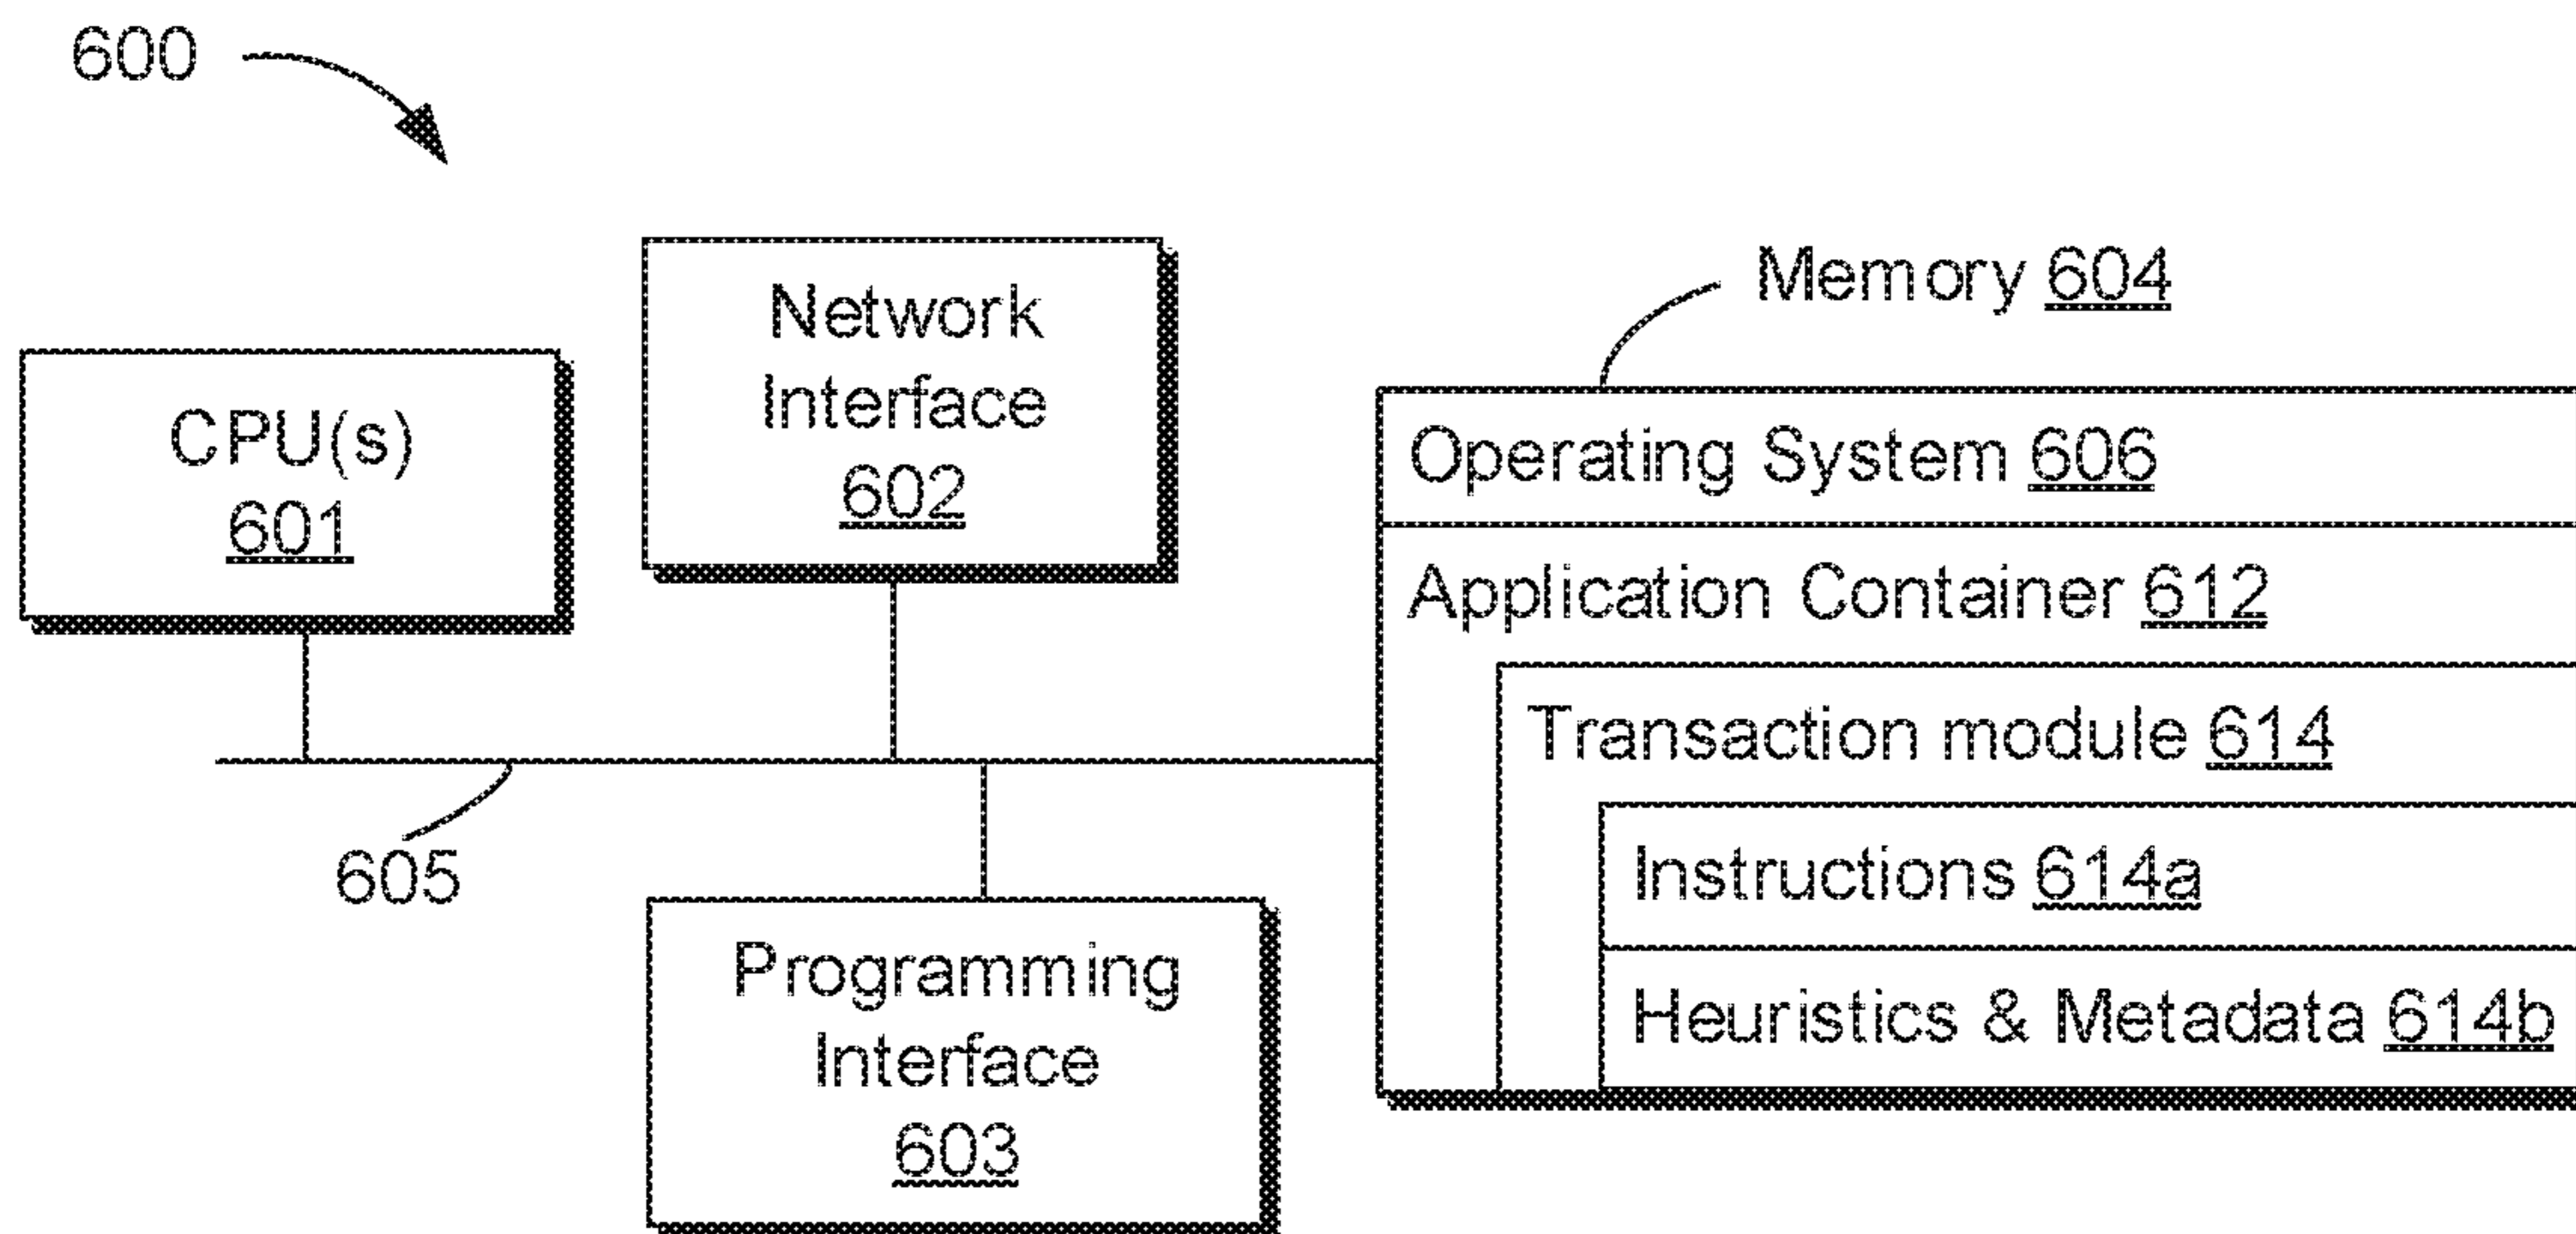 600
Network
Interface
602
CPU(s)
601
Memory 604
Operating System 606
Application Container 612
Transaction module 614
Instructions 614a
Heuristics & Metadata 614b
605
Programming
Interface
603